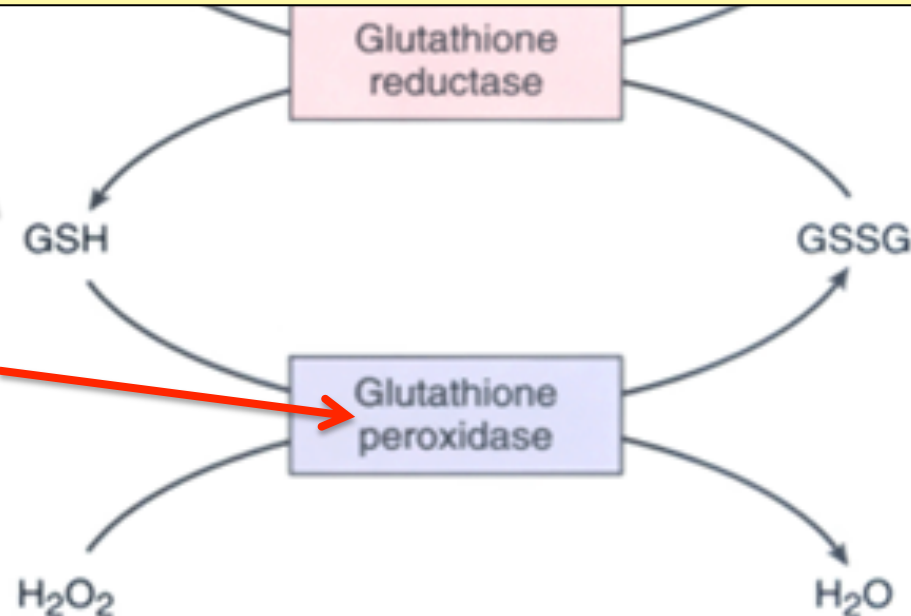 Glutathione
reductase
GSH
GSSG
Glutathione
peroxidase
H₂O₂
H₂O